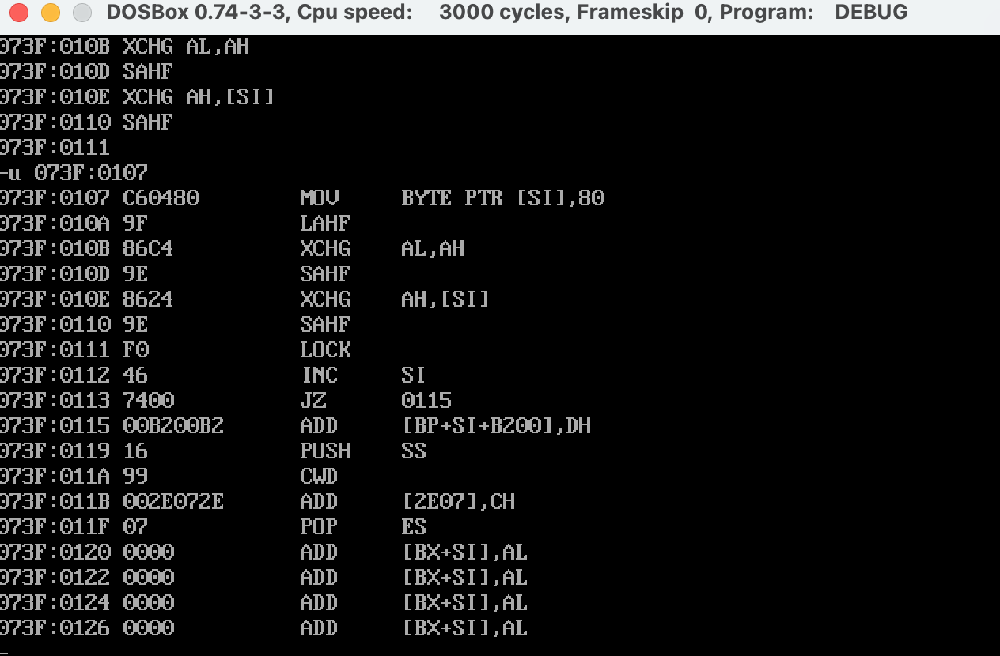 DOSBox 0.74-3-3, Cpu speed: 3000 cycles, Frameskip 0, Program: DEBUG
073F:010B XCHG AL,AH
073F:010D SAHF
073F:010E XCHG AH,[SI]
073F:0110 SAHF
073F:0111
-u 073F:0107
073F:0107 C60480 MOV BYTE PTR [SI],80
073F:010A 9F LAHF
073F:010B 86C4 XCHG AL,AH
073F:010D 9E SAHF
073F:010E 8624 XCHG AH,[SI]
073F:0110 9E SAHF
073F:0111 F0 LOCK
073F:0112 46 INC SI
073F:0113 7400 JZ 0115
073F:0115 00B200B2 ADD [BP+SI+B200],DH
073F:0119 16 PUSH SS
073F:011A 99 CWD
073F:011B 002E072E ADD [2E07],CH
073F:011F 07 POP ES
073F:0120 0000 ADD [BX+SI],AL
073F:0122 0000 ADD [BX+SI],AL
073F:0124 0000 ADD [BX+SI],AL
073F:0126 0000 ADD [BX+SI],AL